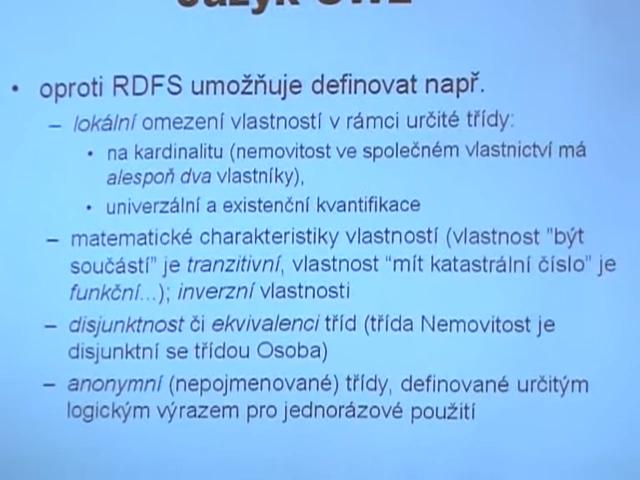 Jazyk OWL
• oproti RDFS umožňuje definovat např.
– lokální omezení vlastností v rámci určité třídy:
• na kardinalitu (nemovitost ve společném vlastnictví má
alespoň dva vlastníky),
• univerzální a existenční kvantifikace
– matematické charakteristiky vlastností (vlastnost "být
součástí" je tranzitivní, vlastnost “mít katastrální číslo” je
funkční...); inverzní vlastnosti
– disjunktnost či ekvivalenci tříd (třída Nemovitost je
disjunktní se třídou Osoba)
– anonymní (nepojmenované) třídy, definované určitým
logickým výrazem pro jednorázové použití